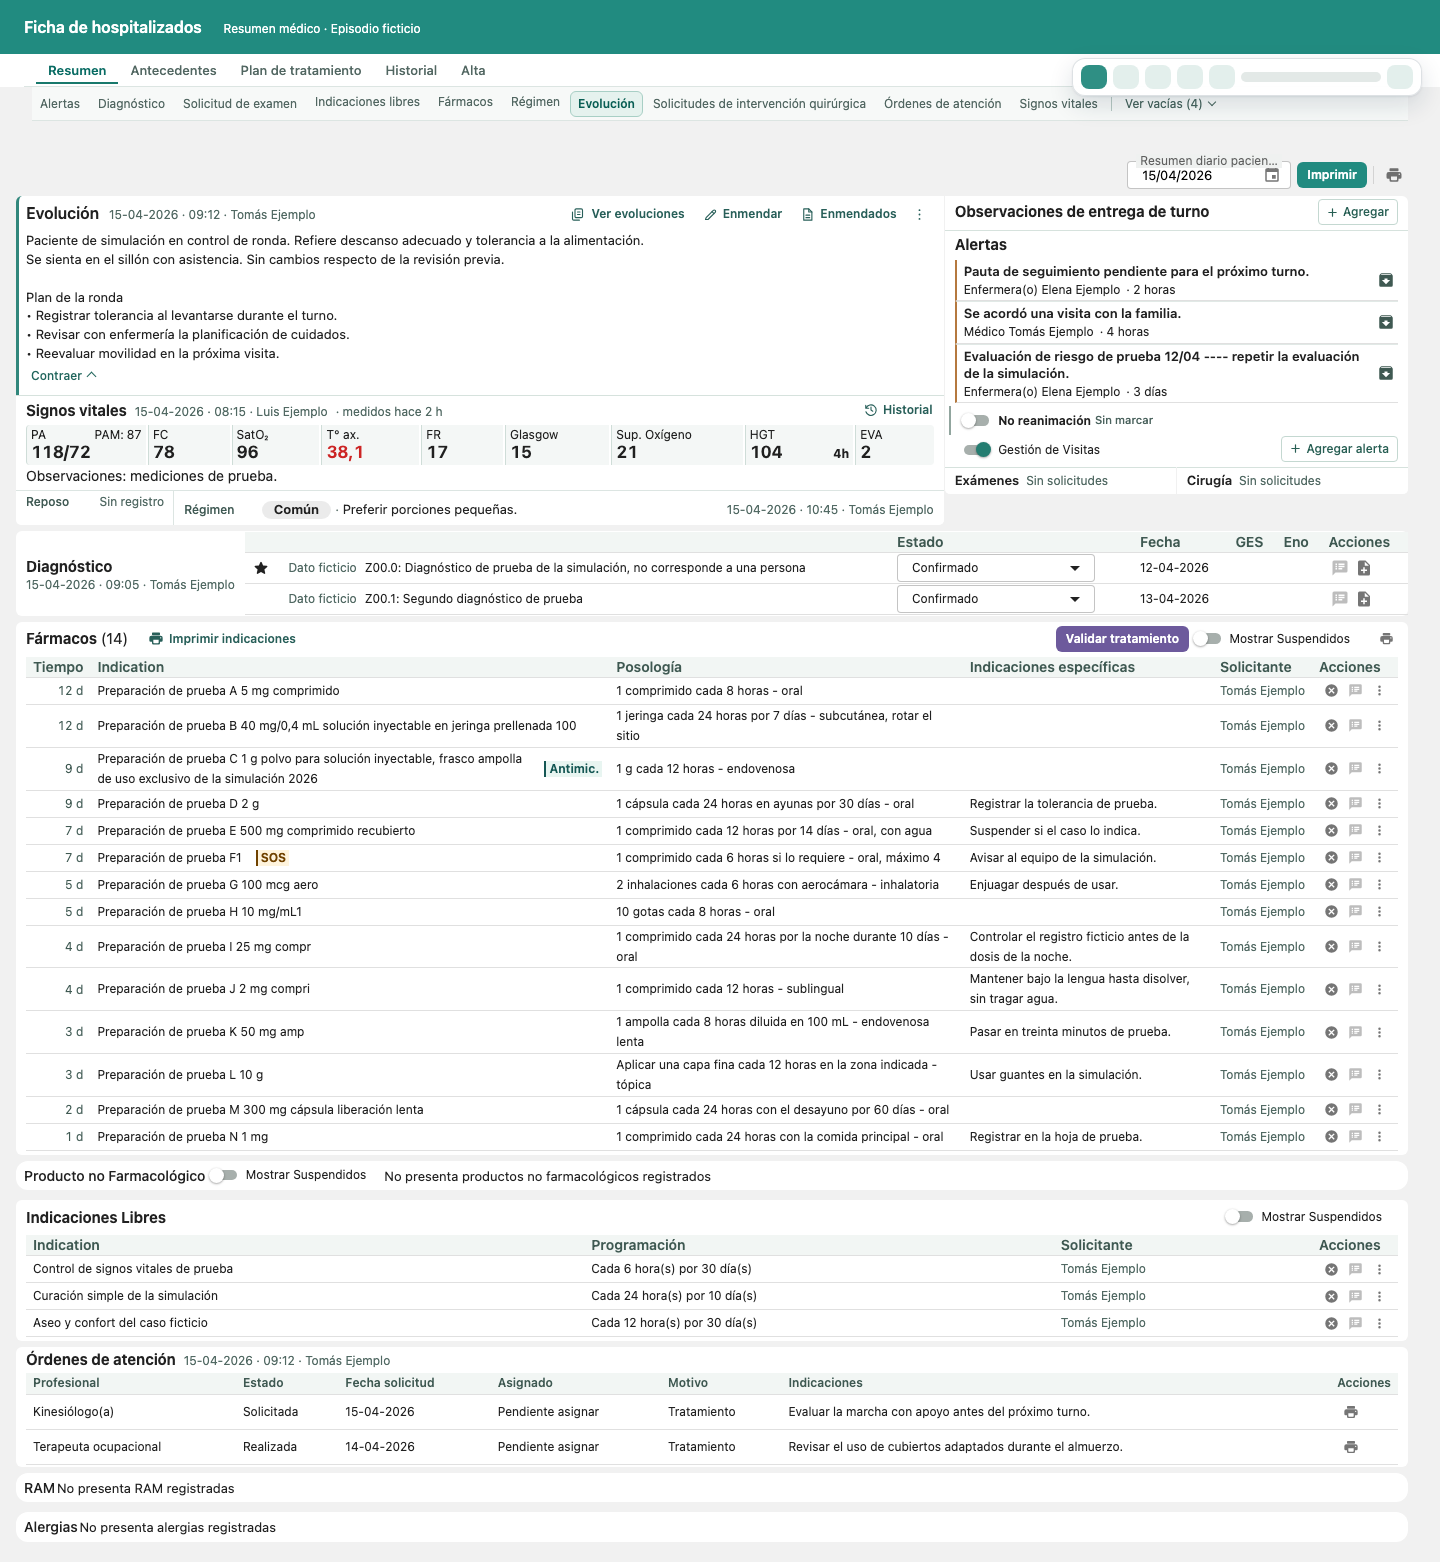 Ficha de hospitalizados Resumen médico · Episodio ficticio
Resumen Antecedentes Plan de tratamiento Historial Alta
Alertas Diagnóstico Solicitud de examen Indicaciones libres Fármacos Régimen Evolución Solicitudes de intervención quirúrgica Órdenes de atención Signos vitales Ver vacías (4)
Resumen diario pacien...
15/04/2026 Imprimir
Evolución 15-04-2026 · 09:12 · Tomás Ejemplo Ver evoluciones Enmendar Enmendados
Paciente de simulación en control de ronda. Refiere descanso adecuado y tolerancia a la alimentación.
Se sienta en el sillón con asistencia. Sin cambios respecto de la revisión previa.
Plan de la ronda
• Registrar tolerancia al levantarse durante el turno.
• Revisar con enfermería la planificación de cuidados.
• Reevaluar movilidad en la próxima visita.
Contraer
Signos vitales 15-04-2026 · 08:15 · Luis Ejemplo · medidos hace 2 h Historial
PA PAM: 87 FC SatO₂ T° ax. FR Glasgow Sup. Oxígeno HGT EVA
118/72 78 96 38,1 17 15 21 104 4h 2
Observaciones: mediciones de prueba.
Reposo Sin registro Régimen Común · Preferir porciones pequeñas. 15-04-2026 · 10:45 · Tomás Ejemplo
Observaciones de entrega de turno + Agregar
Alertas
Pauta de seguimiento pendiente para el próximo turno.
Enfermera(o) Elena Ejemplo · 2 horas
Se acordó una visita con la familia.
Médico Tomás Ejemplo · 4 horas
Evaluación de riesgo de prueba 12/04 ---- repetir la evaluación
de la simulación.
Enfermera(o) Elena Ejemplo · 3 días
No reanimación Sin marcar
Gestión de Visitas + Agregar alerta
Exámenes Sin solicitudes Cirugía Sin solicitudes
Diagnóstico
15-04-2026 · 09:05 · Tomás Ejemplo
Estado Fecha GES Eno Acciones
Dato ficticio Z00.0: Diagnóstico de prueba de la simulación, no corresponde a una persona Confirmado 12-04-2026
Dato ficticio Z00.1: Segundo diagnóstico de prueba Confirmado 13-04-2026
Fármacos (14) Imprimir indicaciones Validar tratamiento Mostrar Suspendidos
Tiempo Indication Posología Indicaciones específicas Solicitante Acciones
12 d Preparación de prueba A 5 mg comprimido 1 comprimido cada 8 horas - oral Tomás Ejemplo
12 d Preparación de prueba B 40 mg/0,4 mL solución inyectable en jeringa prellenada 100 1 jeringa cada 24 horas por 7 días - subcutánea, rotar el
sitio Tomás Ejemplo
9 d Preparación de prueba C 1 g polvo para solución inyectable, frasco ampolla
de uso exclusivo de la simulación 2026 Antimic. 1 g cada 12 horas - endovenosa Tomás Ejemplo
9 d Preparación de prueba D 2 g 1 cápsula cada 24 horas en ayunas por 30 días - oral Registrar la tolerancia de prueba. Tomás Ejemplo
7 d Preparación de prueba E 500 mg comprimido recubierto 1 comprimido cada 12 horas por 14 días - oral, con agua Suspender si el caso lo indica. Tomás Ejemplo
7 d Preparación de prueba F1 SOS 1 comprimido cada 6 horas si lo requiere - oral, máximo 4 Avisar al equipo de la simulación. Tomás Ejemplo
5 d Preparación de prueba G 100 mcg aero 2 inhalaciones cada 6 horas con aerocámara - inhalatoria Enjuagar después de usar. Tomás Ejemplo
5 d Preparación de prueba H 10 mg/mL1 10 gotas cada 8 horas - oral Tomás Ejemplo
4 d Preparación de prueba I 25 mg compr 1 comprimido cada 24 horas por la noche durante 10 días -
oral Controlar el registro ficticio antes de la
dosis de la noche. Tomás Ejemplo
4 d Preparación de prueba J 2 mg compri 1 comprimido cada 12 horas - sublingual Mantener bajo la lengua hasta disolver,
sin tragar agua. Tomás Ejemplo
3 d Preparación de prueba K 50 mg amp 1 ampolla cada 8 horas diluida en 100 mL - endovenosa
lenta Pasar en treinta minutos de prueba. Tomás Ejemplo
3 d Preparación de prueba L 10 g Aplicar una capa fina cada 12 horas en la zona indicada -
tópica Usar guantes en la simulación. Tomás Ejemplo
2 d Preparación de prueba M 300 mg cápsula liberación lenta 1 cápsula cada 24 horas con el desayuno por 60 días - oral Tomás Ejemplo
1 d Preparación de prueba N 1 mg 1 comprimido cada 24 horas con la comida principal - oral Registrar en la hoja de prueba. Tomás Ejemplo
Producto no Farmacológico Mostrar Suspendidos No presenta productos no farmacológicos registrados
Indicaciones Libres Mostrar Suspendidos
Indication Programación Solicitante Acciones
Control de signos vitales de prueba Cada 6 hora(s) por 30 día(s) Tomás Ejemplo
Curación simple de la simulación Cada 24 hora(s) por 10 día(s) Tomás Ejemplo
Aseo y confort del caso ficticio Cada 12 hora(s) por 30 día(s) Tomás Ejemplo
Órdenes de atención 15-04-2026 · 09:12 · Tomás Ejemplo
Profesional Estado Fecha solicitud Asignado Motivo Indicaciones Acciones
Kinesiólogo(a) Solicitada 15-04-2026 Pendiente asignar Tratamiento Evaluar la marcha con apoyo antes del próximo turno.
Terapeuta ocupacional Realizada 14-04-2026 Pendiente asignar Tratamiento Revisar el uso de cubiertos adaptados durante el almuerzo.
RAM No presenta RAM registradas
Alergias No presenta alergias registradas